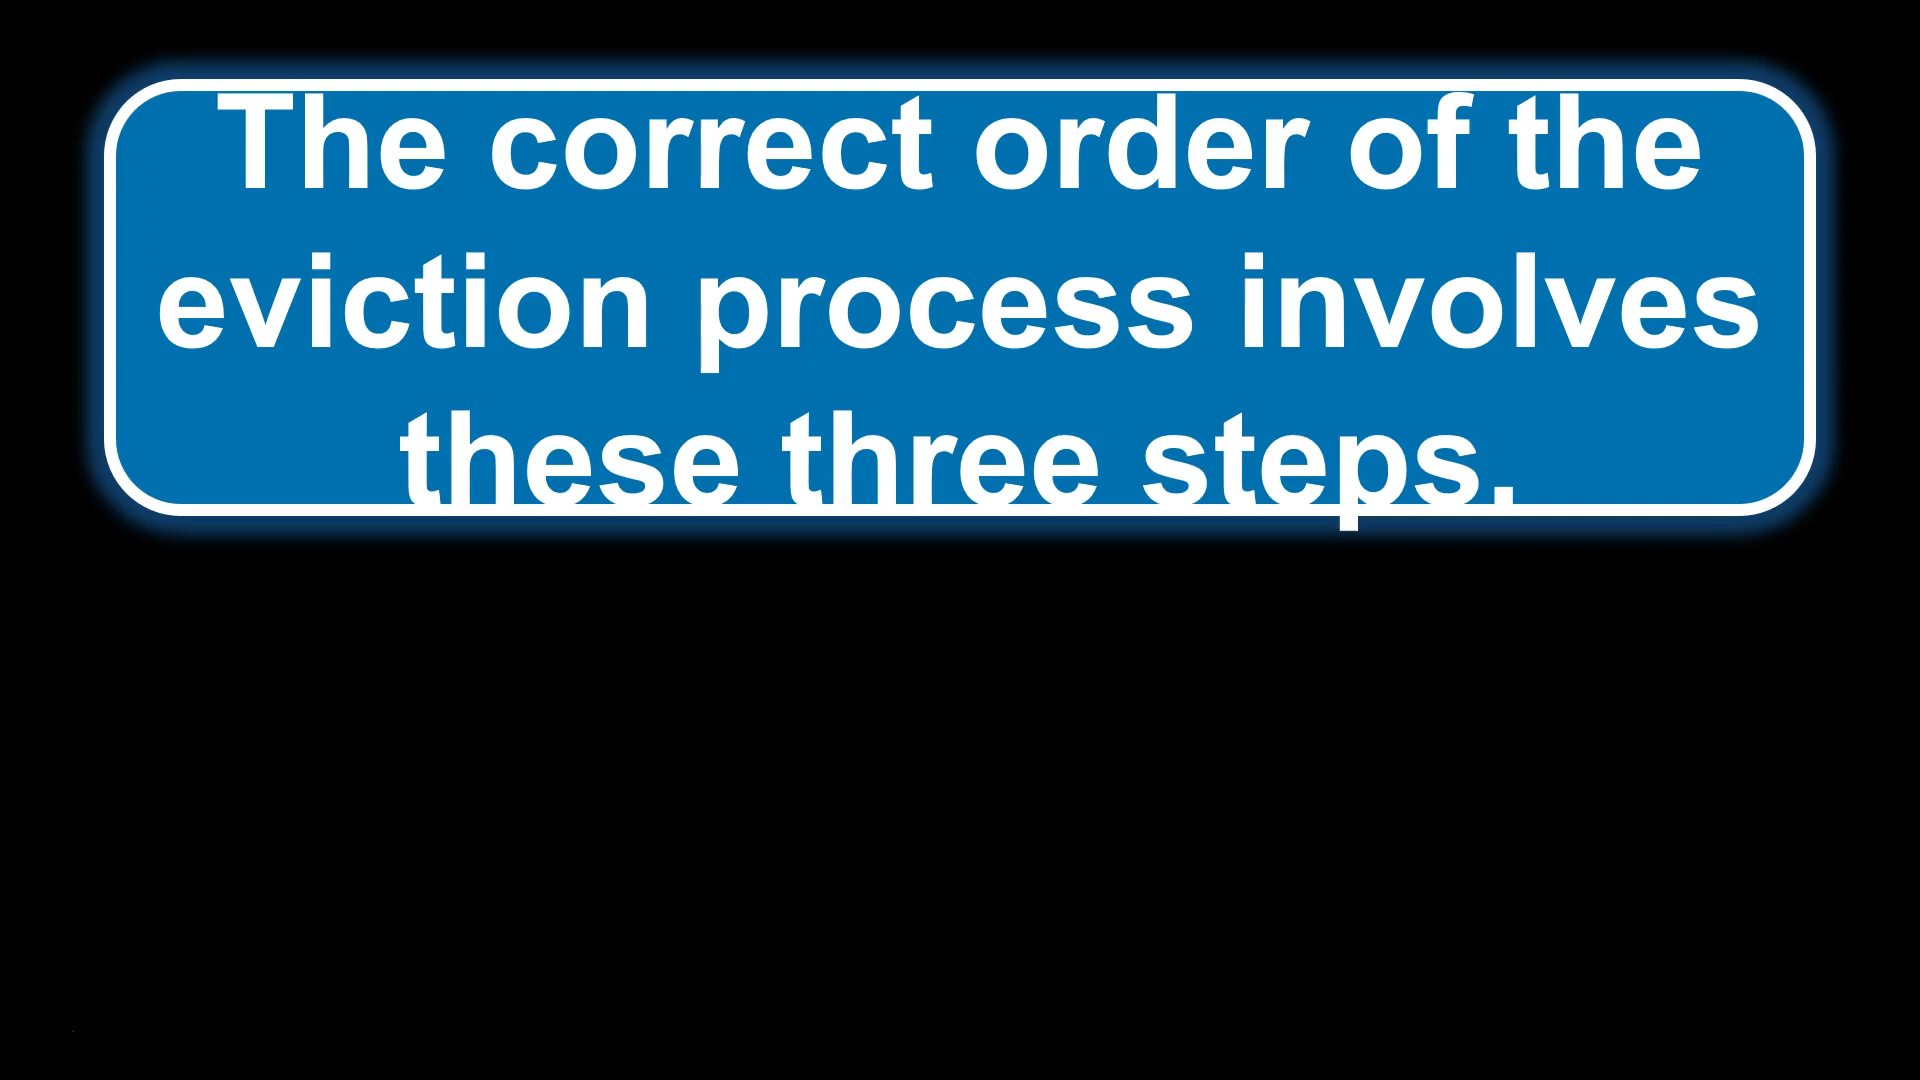 The correct order of the
eviction process involves
these three steps.